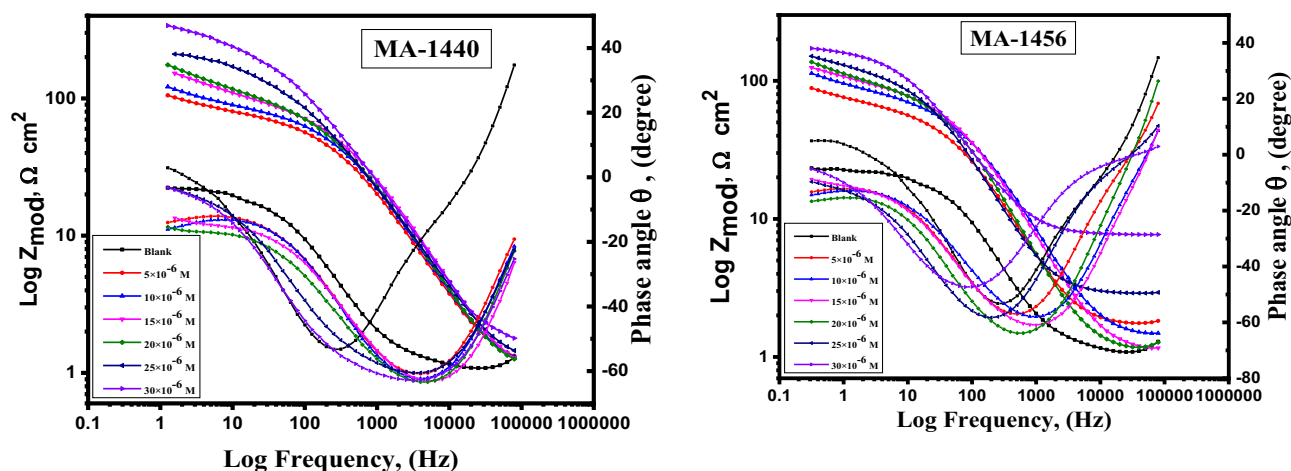 MA-1440
Log Z_mod, Ω cm²
100
10
1
Blank
5×10⁻⁶ M
10×10⁻⁶ M
15×10⁻⁶ M
20×10⁻⁶ M
25×10⁻⁶ M
30×10⁻⁶ M
40
20
0
-20
-40
-60
Phase angle θ , (degree)
0.1 1 10 100 1000 10000 100000 1000000
Log Frequency, (Hz)
MA-1456
Log Z_mod, Ω cm²
100
10
1
Blank
5×10⁻⁶ M
10×10⁻⁶ M
15×10⁻⁶ M
20×10⁻⁶ M
25×10⁻⁶ M
30×10⁻⁶ M
40
20
0
-20
-40
-60
-80
Phase angle θ , (degree)
0.1 1 10 100 1000 10000 100000 1000000
Log Frequency, (Hz)